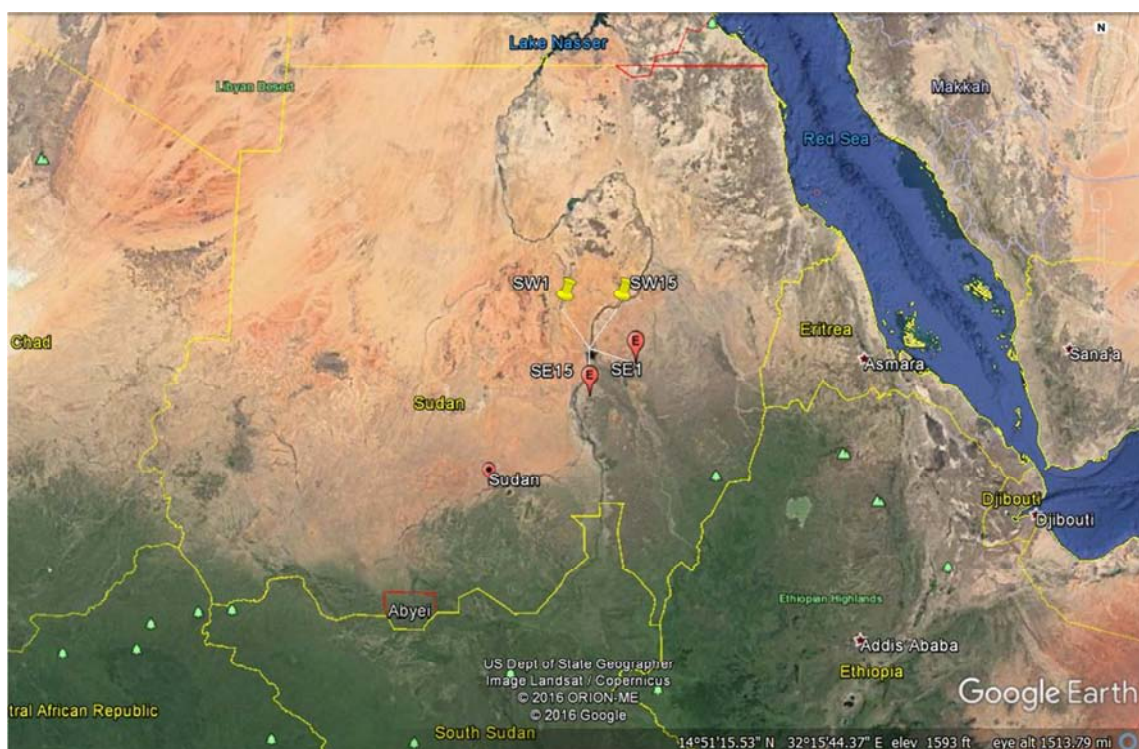 Lake Nasser
N
Libyan Desert
Makkah
Red Sea
SW1
SW15
Chad
Eritrea
SE15
SE1
Asmara
Sana'a
Sudan
Sudan
Djibouti
Djibouti
Abyei
Ethiopian Highlands
Addis Ababa
US Dept of State Geographer
Image Landsat / Copernicus
© 2016 ORION-ME
© 2016 Google
Ethiopia
Google Earth
tral African Republic
South Sudan
14°51'15.53" N 32°15'44.37" E elev 1593 ft eye alt 1513.79 mi
E
E